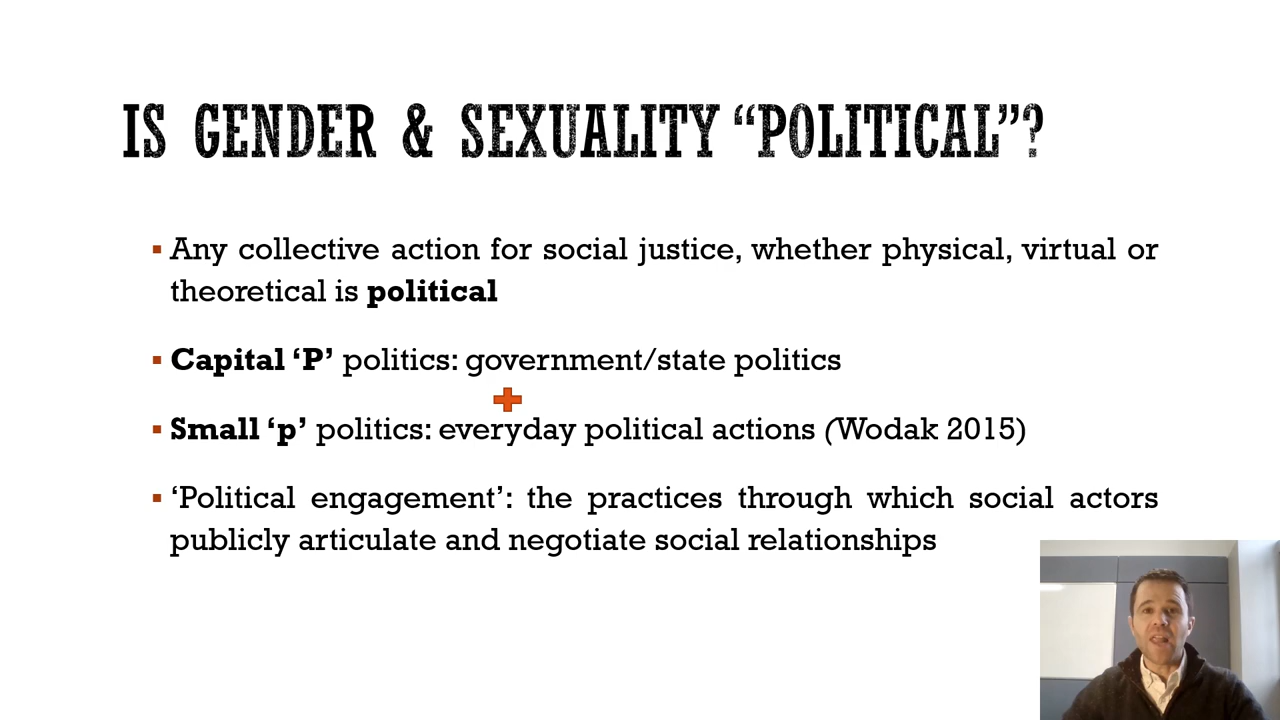 IS GENDER & SEXUALITY “POLITICAL”?
Any collective action for social justice, whether physical, virtual or
theoretical is political
Capital ‘P’ politics: government/state politics
Small ‘p’ politics: everyday political actions (Wodak 2015)
‘Political engagement’: the practices through which social actors
publicly articulate and negotiate social relationships